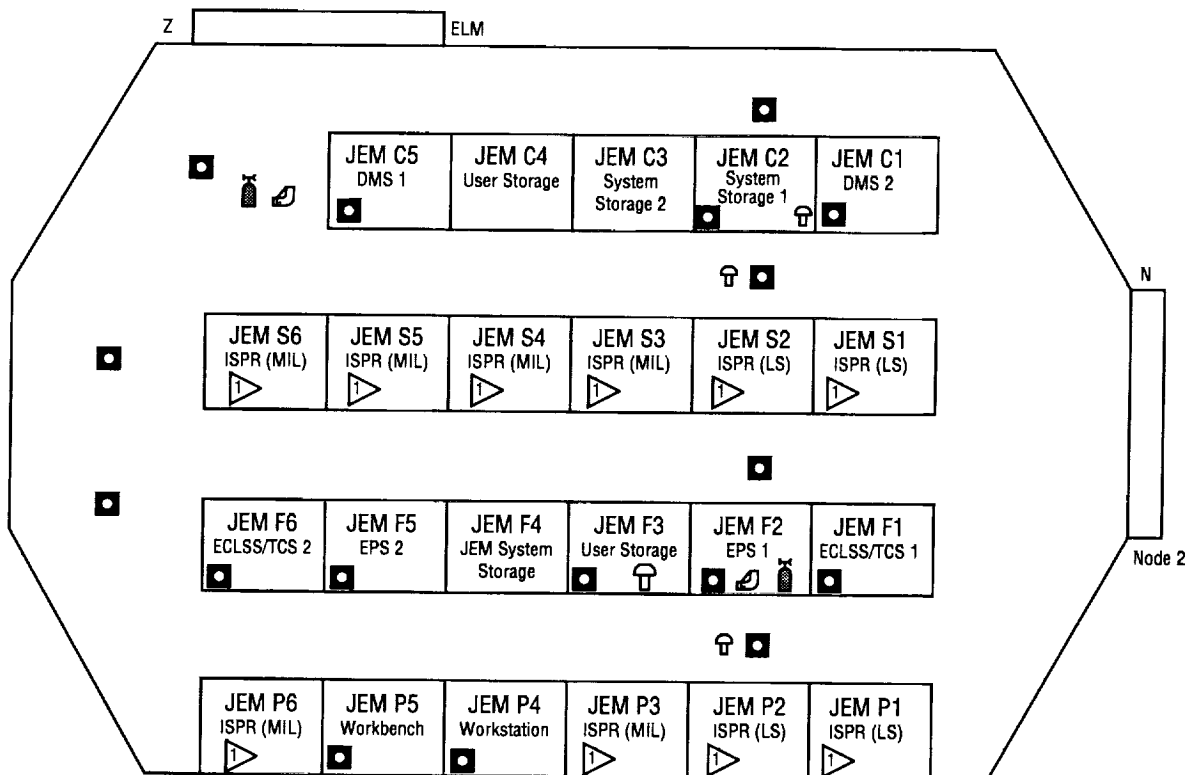 Z
ELM
JEM C5
DMS 1
JEM C4
User Storage
JEM C3
System
Storage 2
JEM C2
System
Storage 1
JEM C1
DMS 2
N
JEM S6
ISPR (MIL)
1
JEM S5
ISPR (MIL)
1
JEM S4
ISPR (MIL)
1
JEM S3
ISPR (MIL)
1
JEM S2
ISPR (LS)
1
JEM S1
ISPR (LS)
1
JEM F6
ECLSS/TCS 2
JEM F5
EPS 2
JEM F4
JEM System
Storage
JEM F3
User Storage
JEM F2
EPS 1
JEM F1
ECLSS/TCS 1
Node 2
JEM P6
ISPR (MIL)
1
JEM P5
Workbench
JEM P4
Workstation
JEM P3
ISPR (MIL)
1
JEM P2
ISPR (LS)
1
JEM P1
ISPR (LS)
1